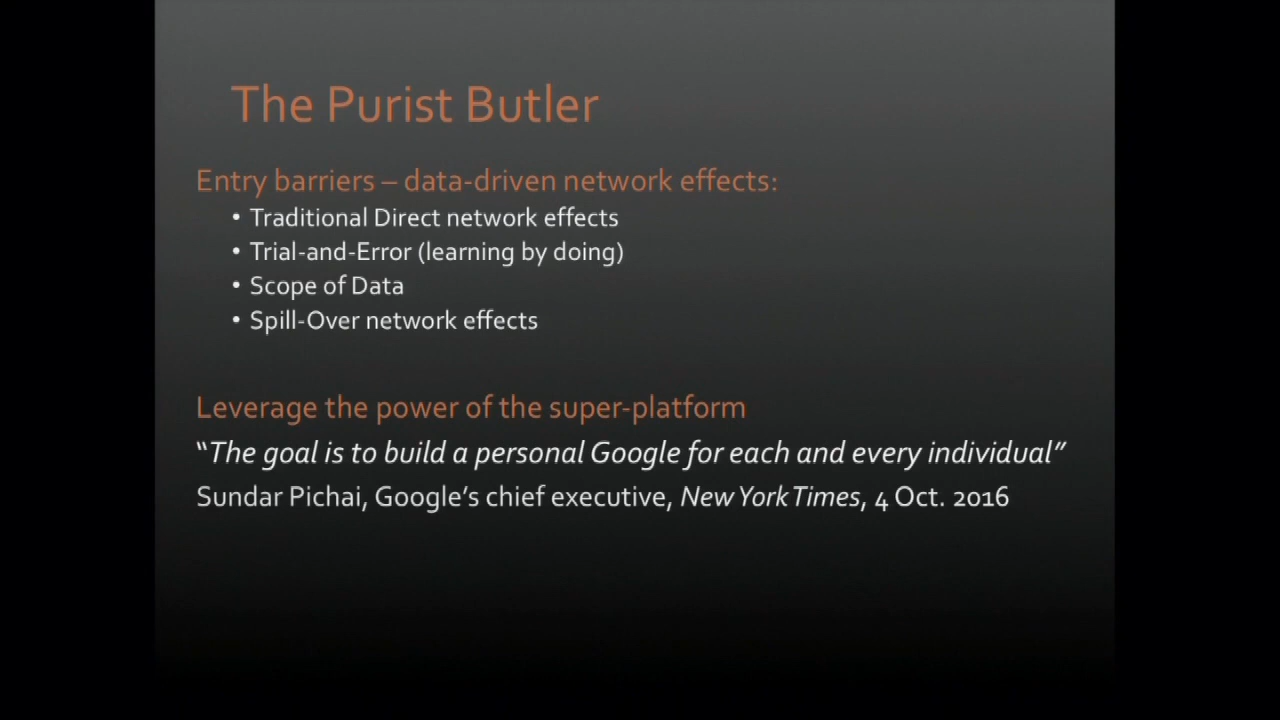 The Purist Butler
Entry barriers – data-driven network effects:
• Traditional Direct network effects
• Trial-and-Error (learning by doing)
• Scope of Data
• Spill-Over network effects
Leverage the power of the super-platform
“The goal is to build a personal Google for each and every individual”
Sundar Pichai, Google’s chief executive, New York Times, 4 Oct. 2016